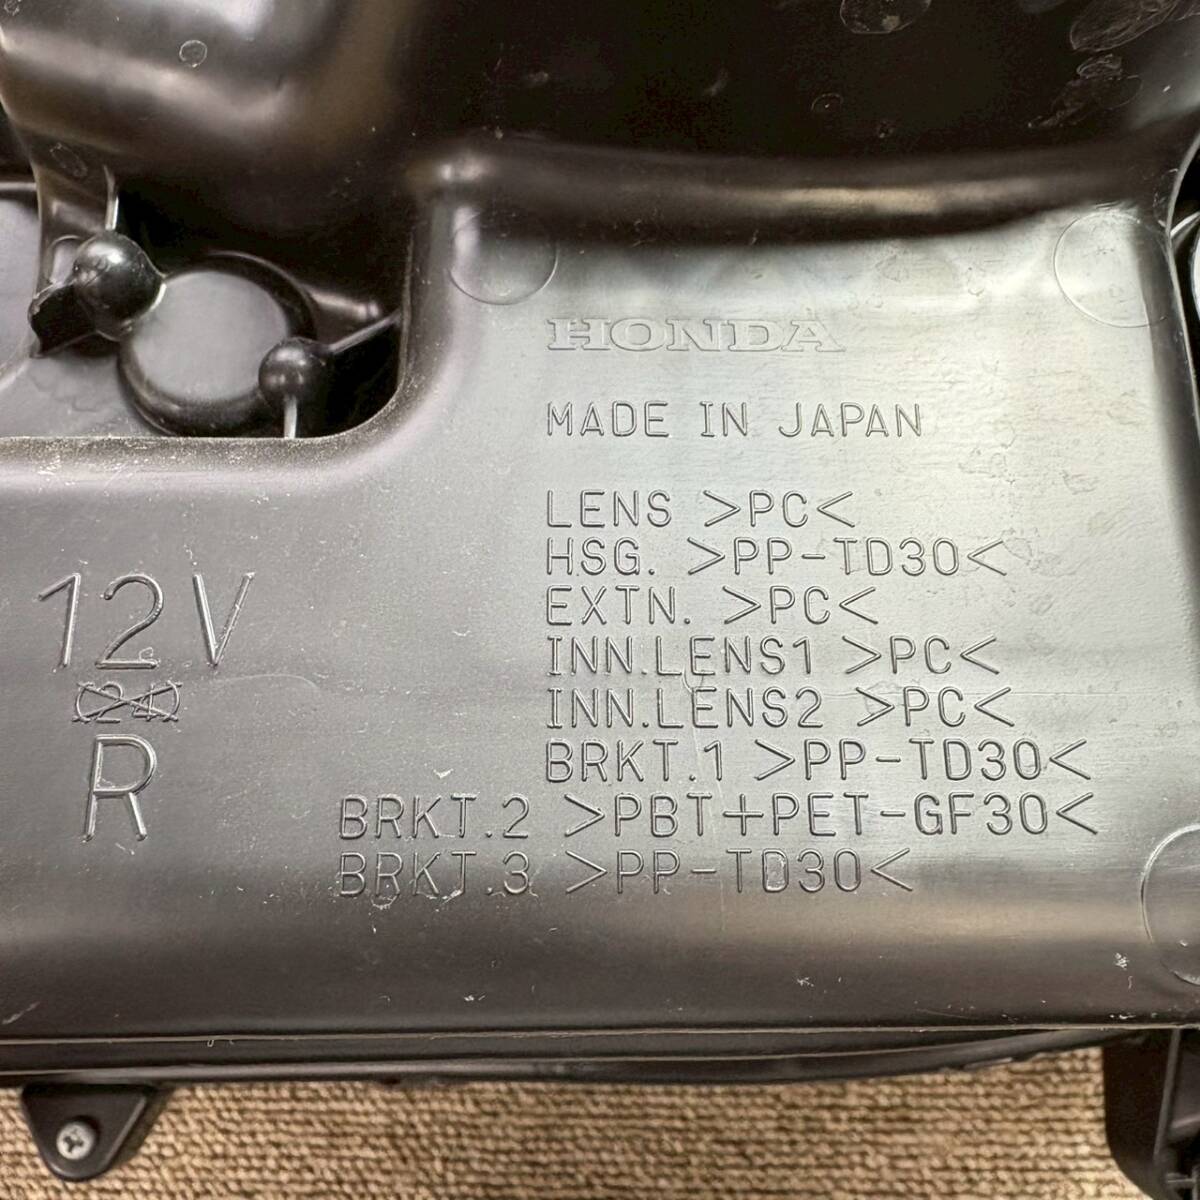 HONDA
MADE IN JAPAN
LENS >PC<
HSG. >PP-TD30<
EXTN. >PC<
INN.LENS1 >PC<
INN.LENS2 >PC<
BRKT.1 >PP-TD30<
BRKT.2 >PBT+PET-GF30<
BRKT.3 >PP-TD30<
12V
24
R